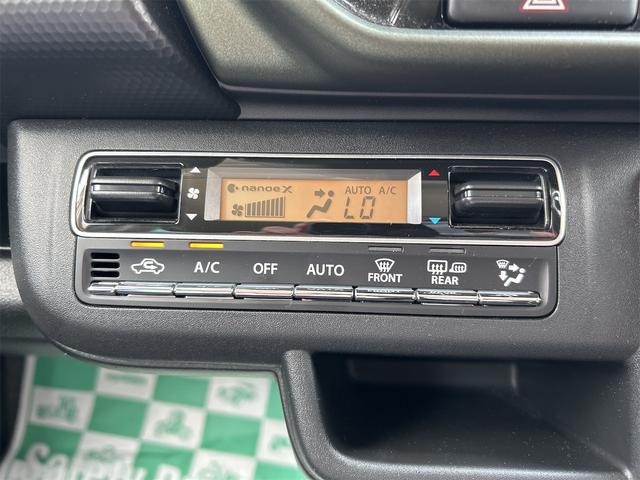 nanoeX AUTO A/C
LO
A/C OFF AUTO FRONT REAR